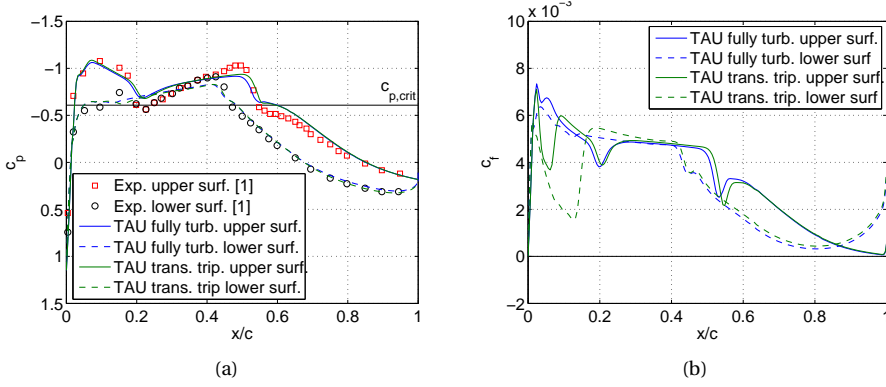 -1.5
-1
-0.5
0
0.5
1
1.5
c_p
c_p,crit
Exp. upper surf. [1]
Exp. lower surf. [1]
TAU fully turb. upper surf.
TAU fully turb. lower surf.
TAU trans. trip. upper surf.
TAU trans. trip lower surf.
0 0.2 0.4 0.6 0.8 1
x/c
(a)
x 10^-3
8
6
4
2
0
−2
c_f
TAU fully turb. upper surf.
TAU fully turb. lower surf
TAU trans. trip. upper surf.
TAU trans. trip. lower surf
0 0.2 0.4 0.6 0.8 1
x/c
(b)